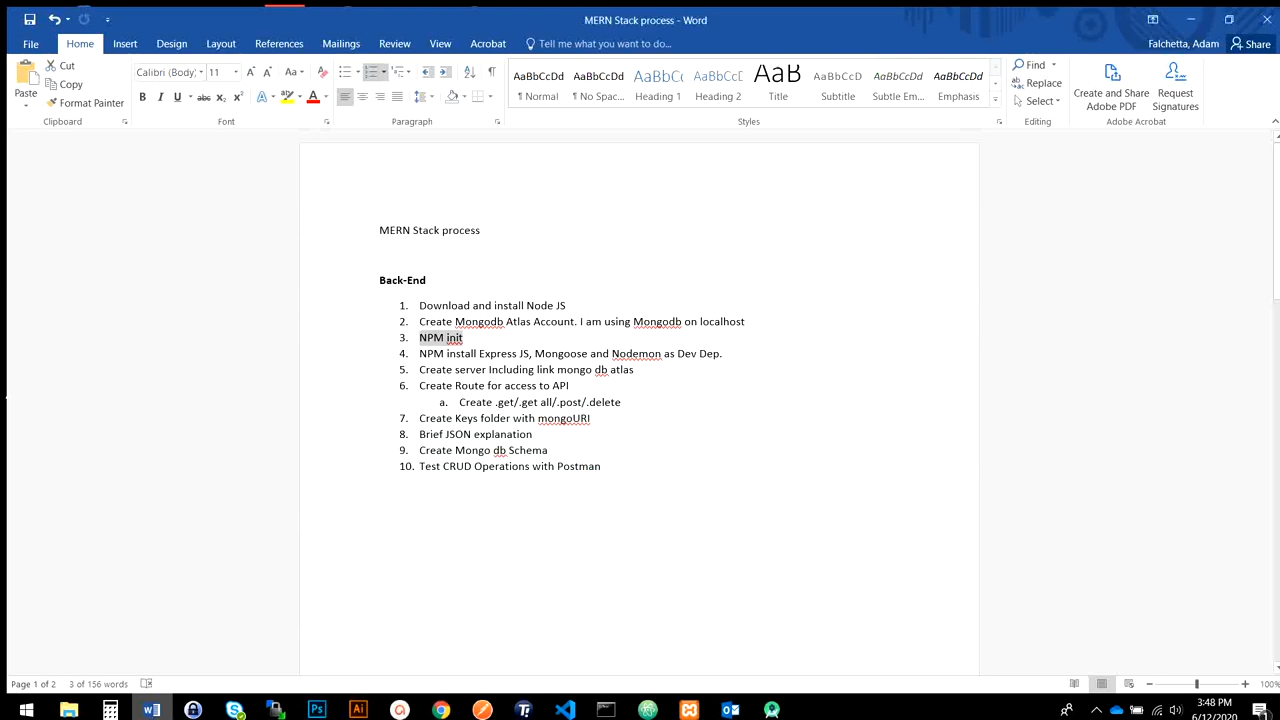 MERN Stack process - Word
File Home Insert Design Layout References Mailings Review View Acrobat Tell me what you want to do... Falchetta, Adam Share
Paste
Cut
Copy
Format Painter
Clipboard
Calibri (Body) 11
Font
Paragraph
AaBbCcDd AaBbCcDd AaBbC AaBbCcD AaB AaBbCcD AaBbCcDd AaBbCcDd
¶ Normal ¶ No Spac... Heading 1 Heading 2 Title Subtitle Subtle Em... Emphasis
Styles
Find
Replace
Select
Editing
Create and Share Adobe PDF
Request Signatures
Adobe Acrobat
MERN Stack process
Back-End
1. Download and install Node JS
2. Create Mongodb Atlas Account. I am using Mongodb on localhost
3. NPM init
4. NPM install Express JS, Mongoose and Nodemon as Dev Dep.
5. Create server Including link mongo db atlas
6. Create Route for access to API
a. Create .get/.get all/.post/.delete
7. Create Keys folder with mongoURI
8. Brief JSON explanation
9. Create Mongo db Schema
10. Test CRUD Operations with Postman
Page 1 of 2 3 of 156 words 100%
3:48 PM
6/12/2020